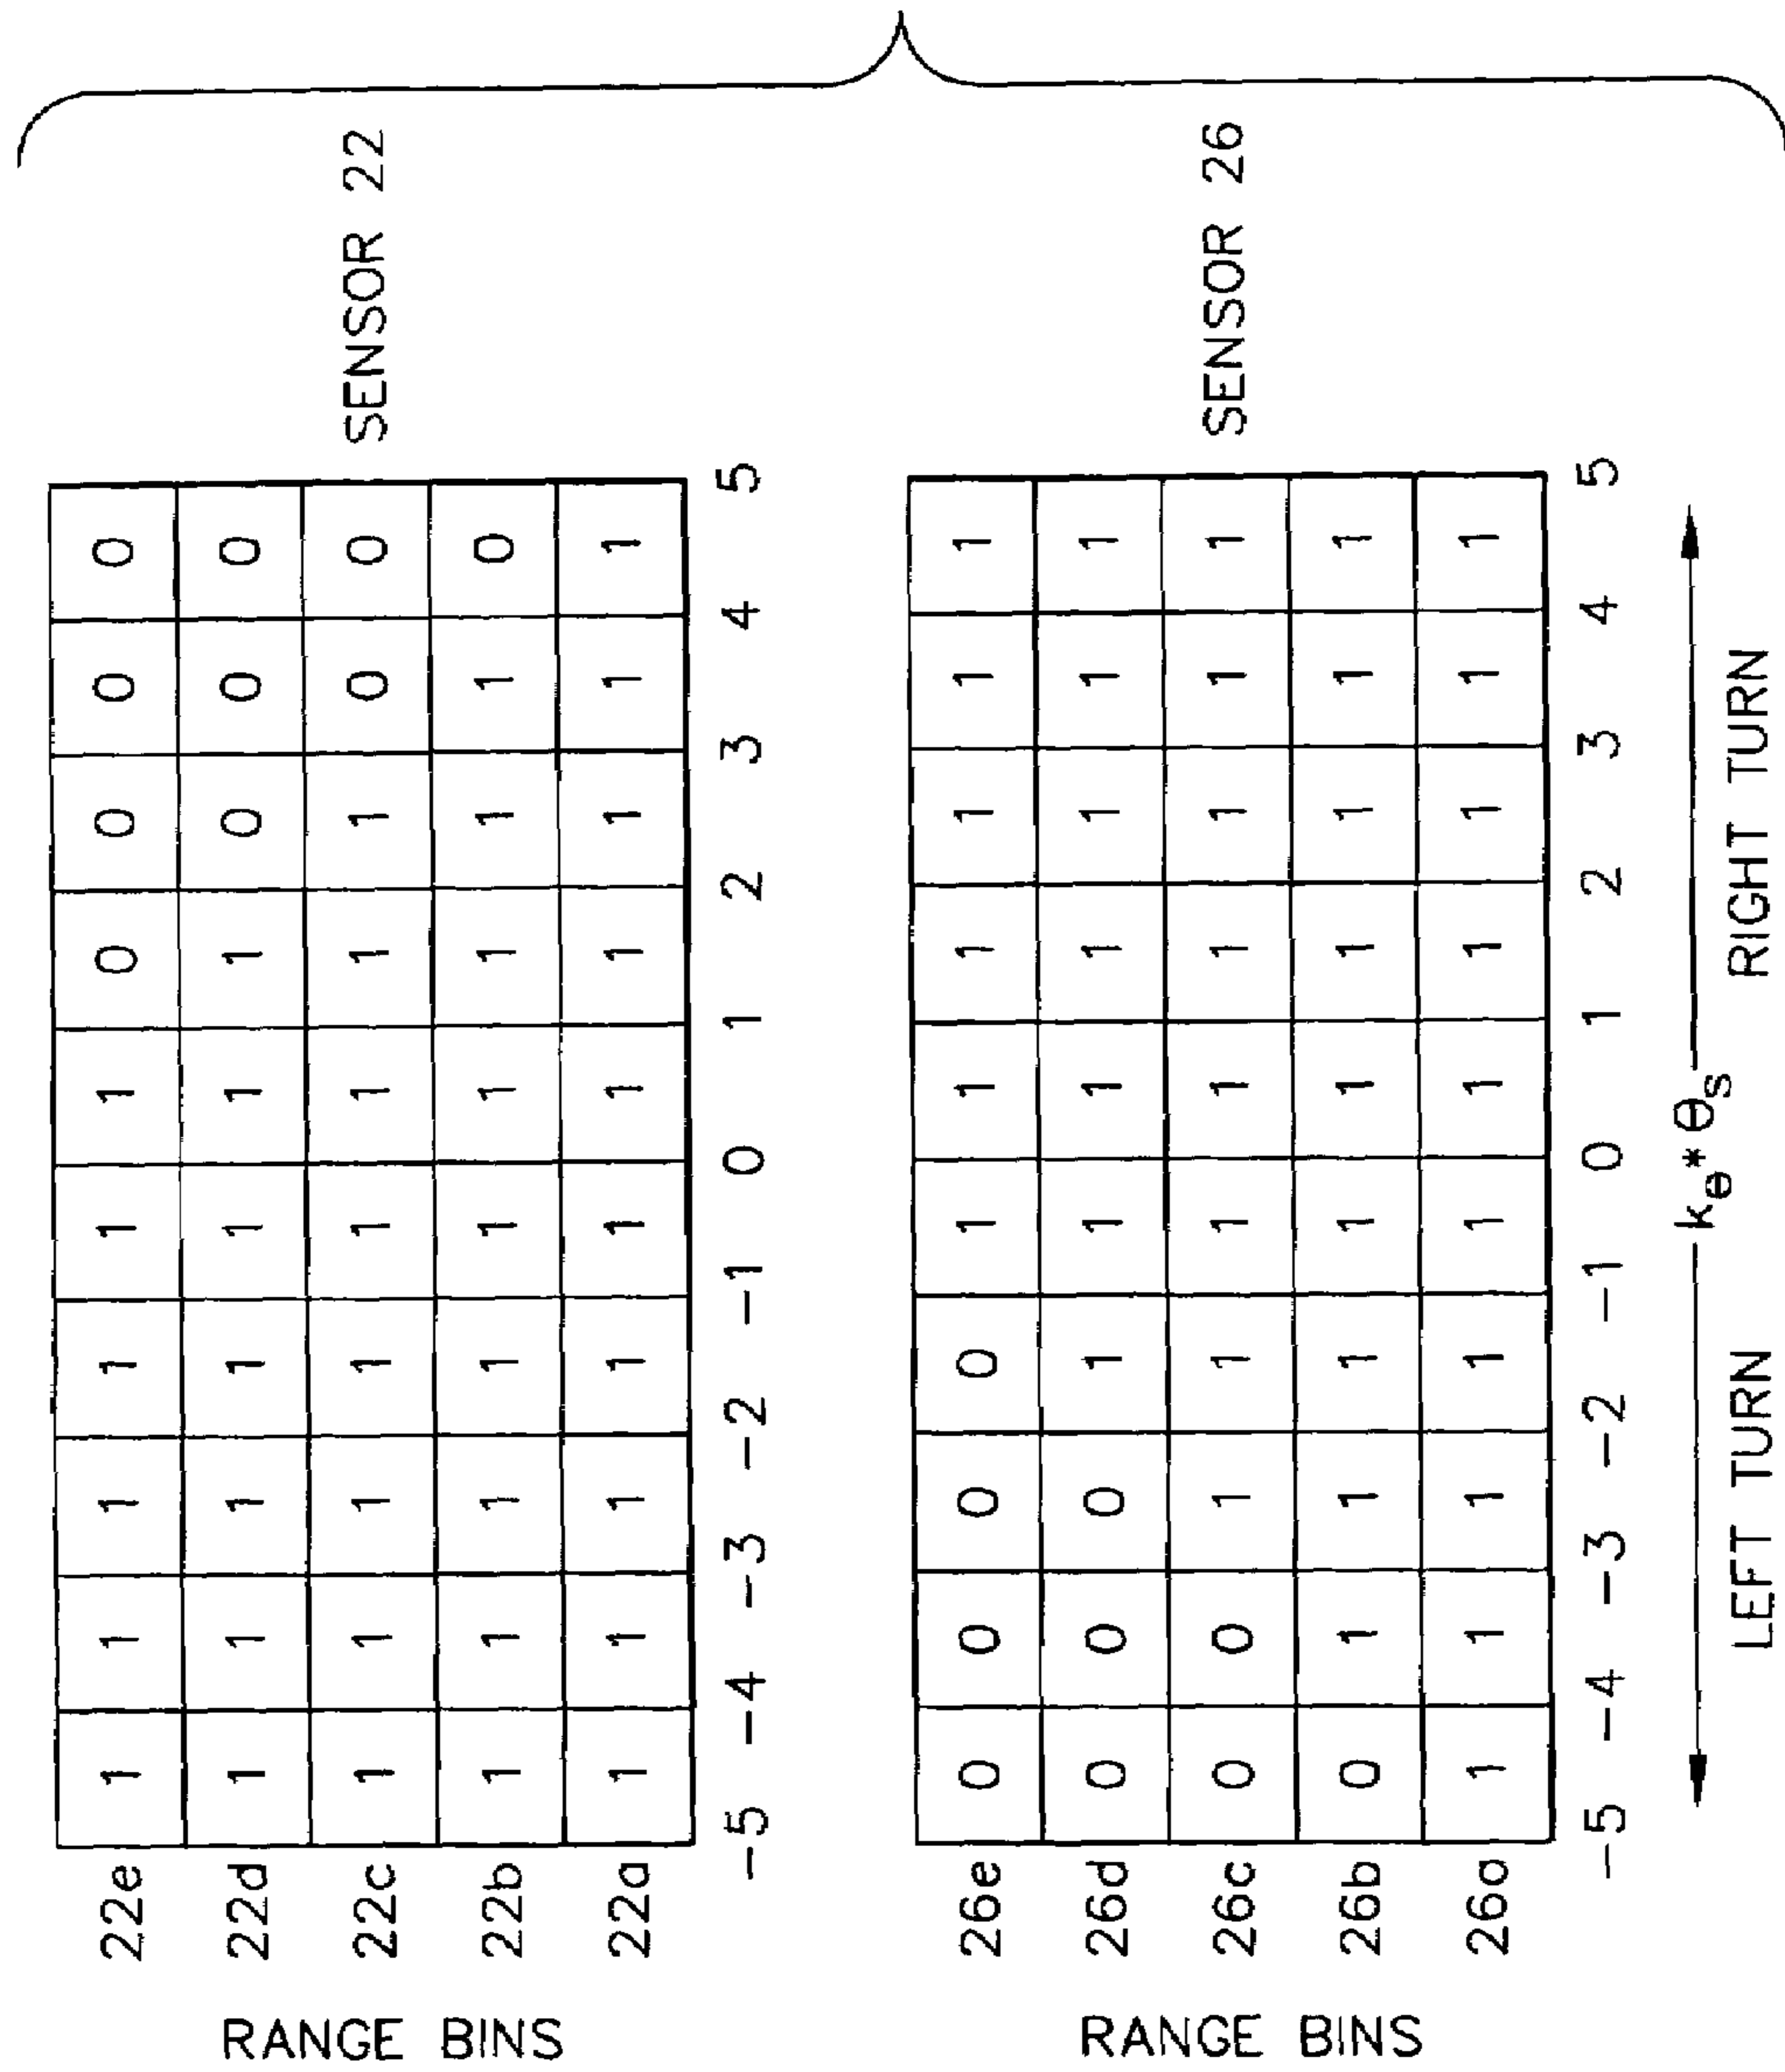 22e 1 1 1 1 1 1 0 0 0 0
22d 1 1 1 1 1 1 1 0 0 0
22c 1 1 1 1 1 1 1 1 0 0
22b 1 1 1 1 1 1 1 1 1 0
22a 1 1 1 1 1 1 1 1 1 1
-5 -4 -3 -2 -1 0 1 2 3 4 5
RANGE BINS
SENSOR 22
26e 0 0 0 0 1 1 1 1 1 1
26d 0 0 0 1 1 1 1 1 1 1
26c 0 0 1 1 1 1 1 1 1 1
26b 0 1 1 1 1 1 1 1 1 1
26a 1 1 1 1 1 1 1 1 1 1
-5 -4 -3 -2 -1 0 1 2 3 4 5
RANGE BINS
SENSOR 26
kθ*θS
LEFT TURN RIGHT TURN